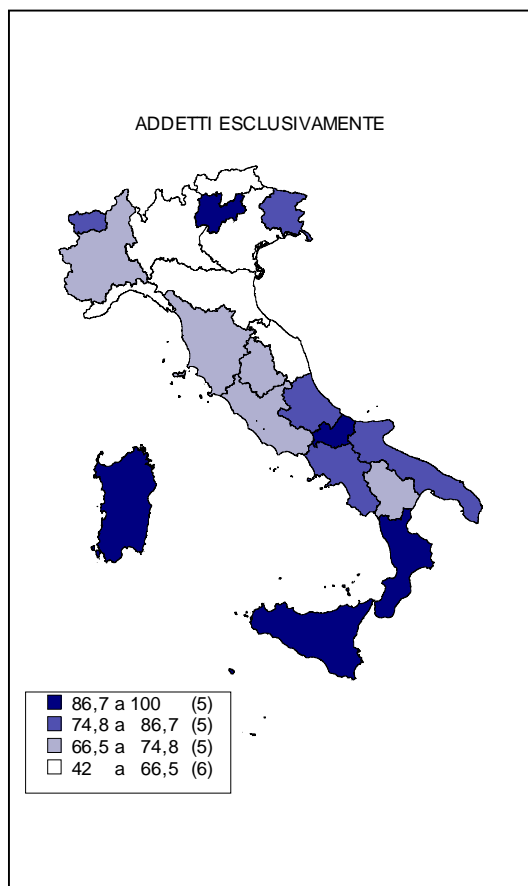 ADDETTI ESCLUSIVAMENTE
86,7 a 100 (5)
74,8 a 86,7 (5)
66,5 a 74,8 (5)
42 a 66,5 (6)